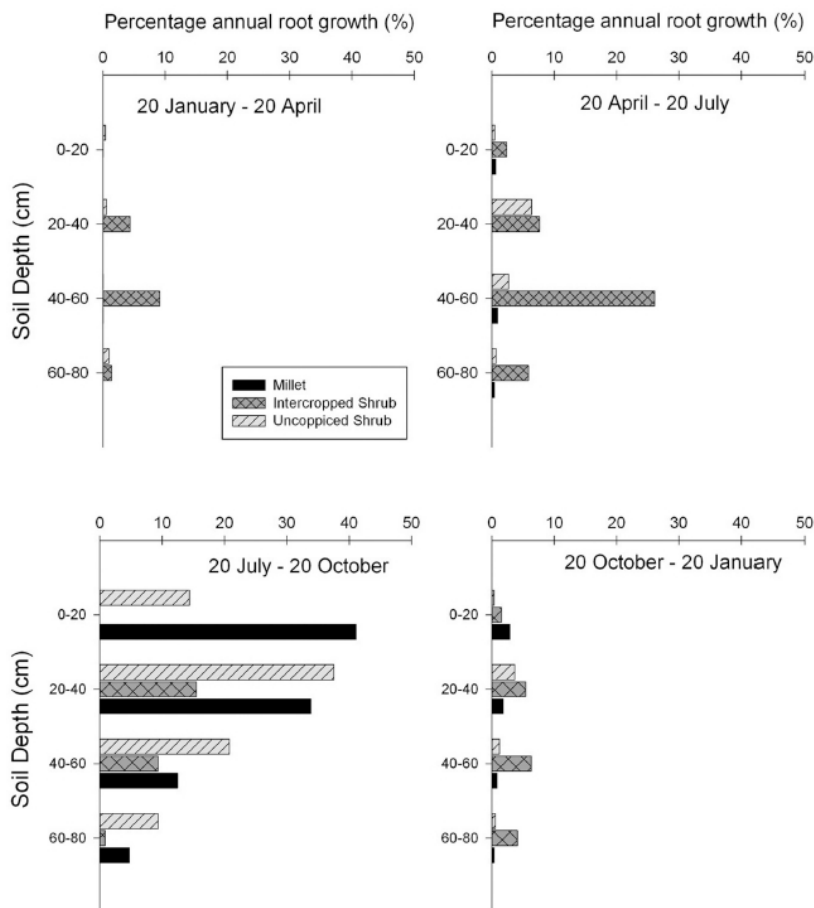 Percentage annual root growth (%)
0 10 20 30 40 50
20 January - 20 April
Soil Depth (cm)
0-20
20-40
40-60
60-80
Millet
Intercropped Shrub
Uncoppiced Shrub
Percentage annual root growth (%)
0 10 20 30 40 50
20 April - 20 July
0-20
20-40
40-60
60-80
0 10 20 30 40 50
20 July - 20 October
Soil Depth (cm)
0-20
20-40
40-60
60-80
0 10 20 30 40 50
20 October - 20 January
0-20
20-40
40-60
60-80